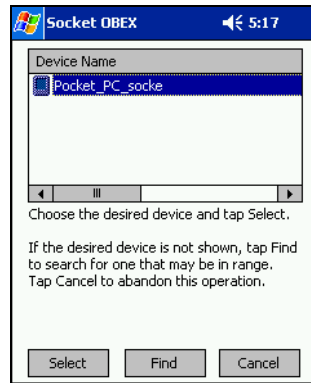 Socket OBEX 5:17
Device Name
Pocket_PC_socke
Choose the desired device and tap Select.
If the desired device is not shown, tap Find
to search for one that may be in range.
Tap Cancel to abandon this operation.
Select Find Cancel